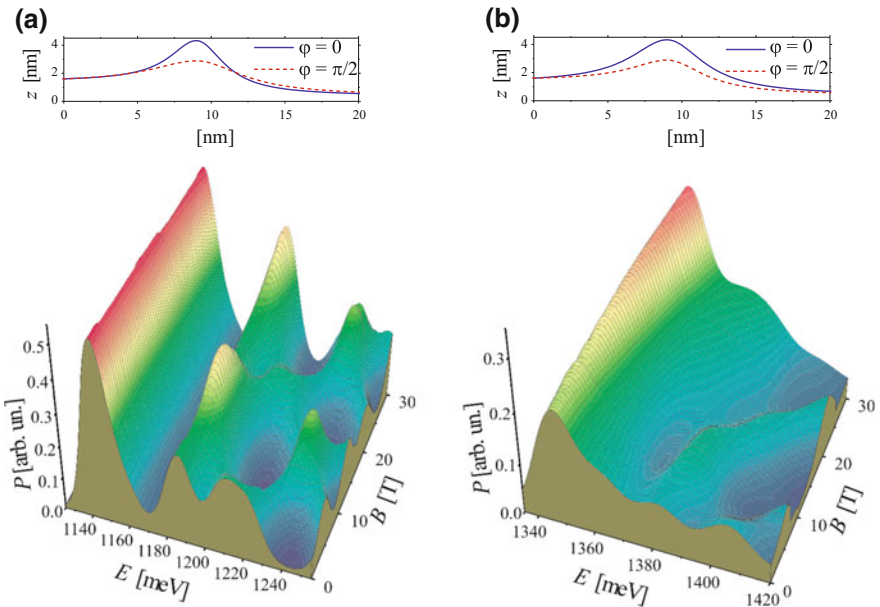 (a)
4
2
0
z [nm]
φ = 0
φ = π/2
0 5 10 15 20
[nm]
0.5
0.4
0.3
0.2
0.1
0.0
P [arb. un.]
1140 1160 1180 1200 1220 1240
E [meV]
0 10 20 30
B [T]
(b)
4
2
0
z [nm]
φ = 0
φ = π/2
0 5 10 15 20
[nm]
0.3
0.2
0.1
0.0
P [arb. un.]
1340 1360 1380 1400 1420
E [meV]
0 10 20 30
B [T]